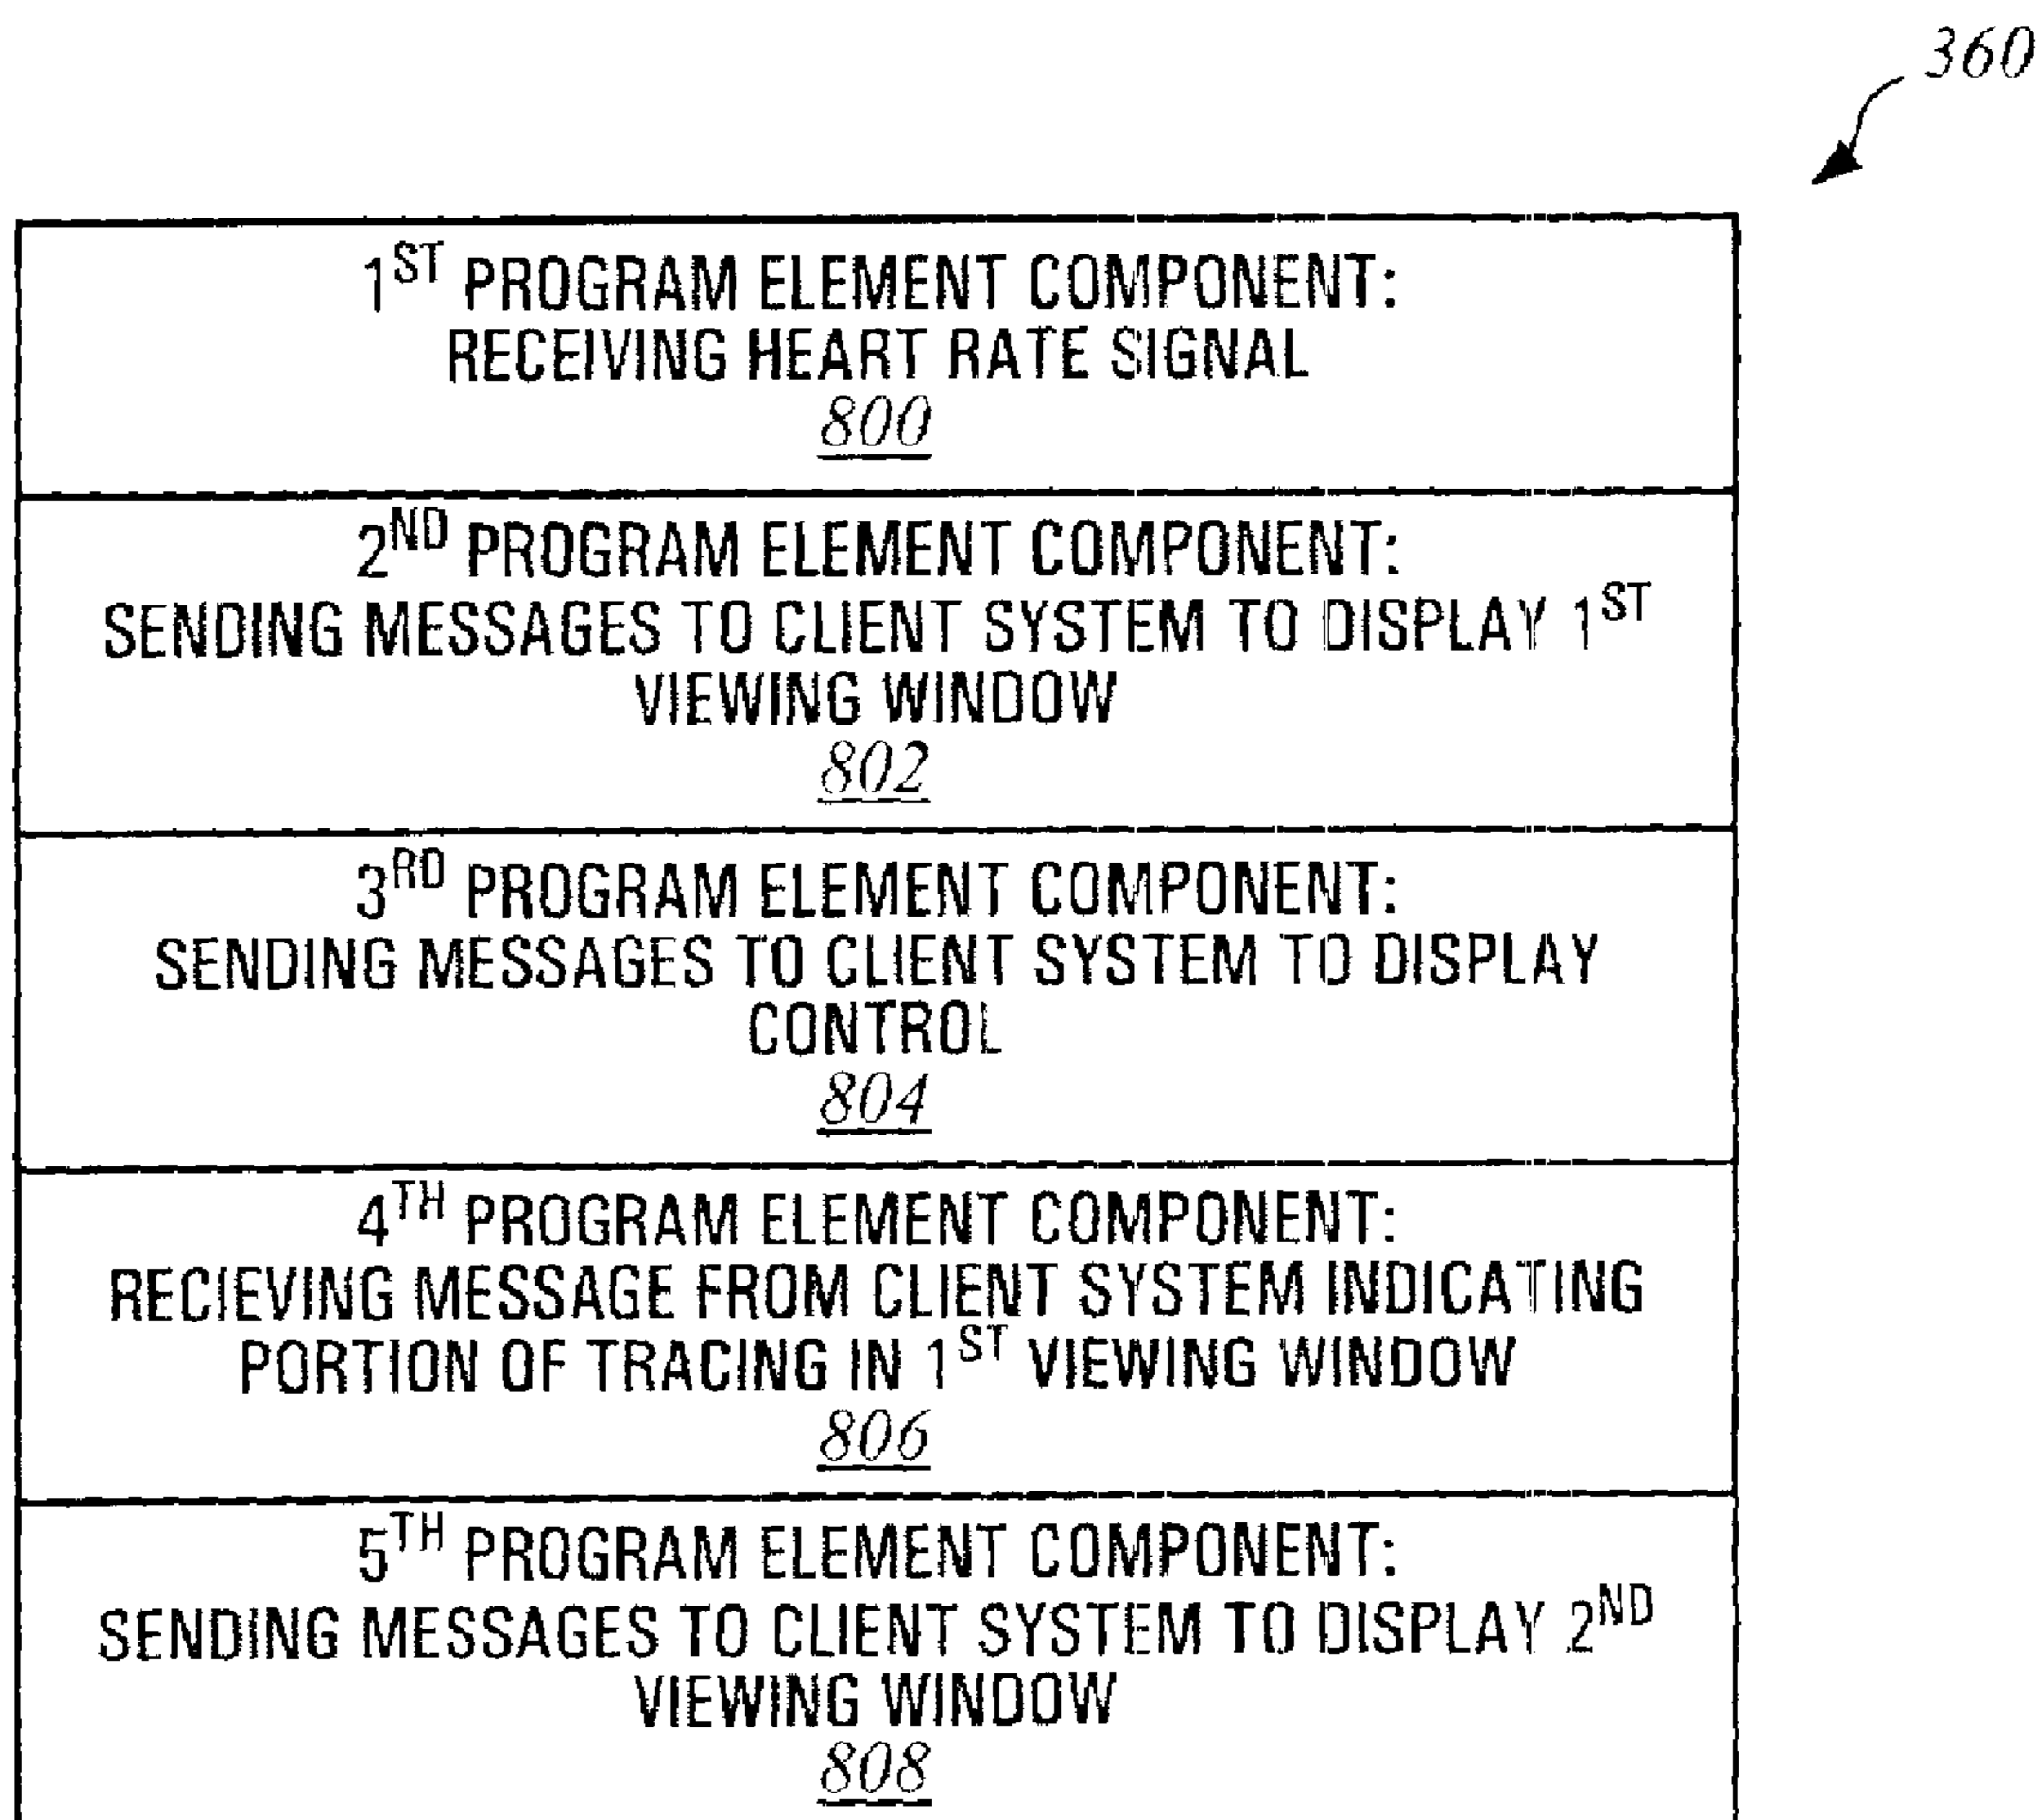 360
1ST PROGRAM ELEMENT COMPONENT:
RECEIVING HEART RATE SIGNAL
800
2ND PROGRAM ELEMENT COMPONENT:
SENDING MESSAGES TO CLIENT SYSTEM TO DISPLAY 1ST
VIEWING WINDOW
802
3RD PROGRAM ELEMENT COMPONENT:
SENDING MESSAGES TO CLIENT SYSTEM TO DISPLAY
CONTROL
804
4TH PROGRAM ELEMENT COMPONENT:
RECIEVING MESSAGE FROM CLIENT SYSTEM INDICATING
PORTION OF TRACING IN 1ST VIEWING WINDOW
806
5TH PROGRAM ELEMENT COMPONENT:
SENDING MESSAGES TO CLIENT SYSTEM TO DISPLAY 2ND
VIEWING WINDOW
808